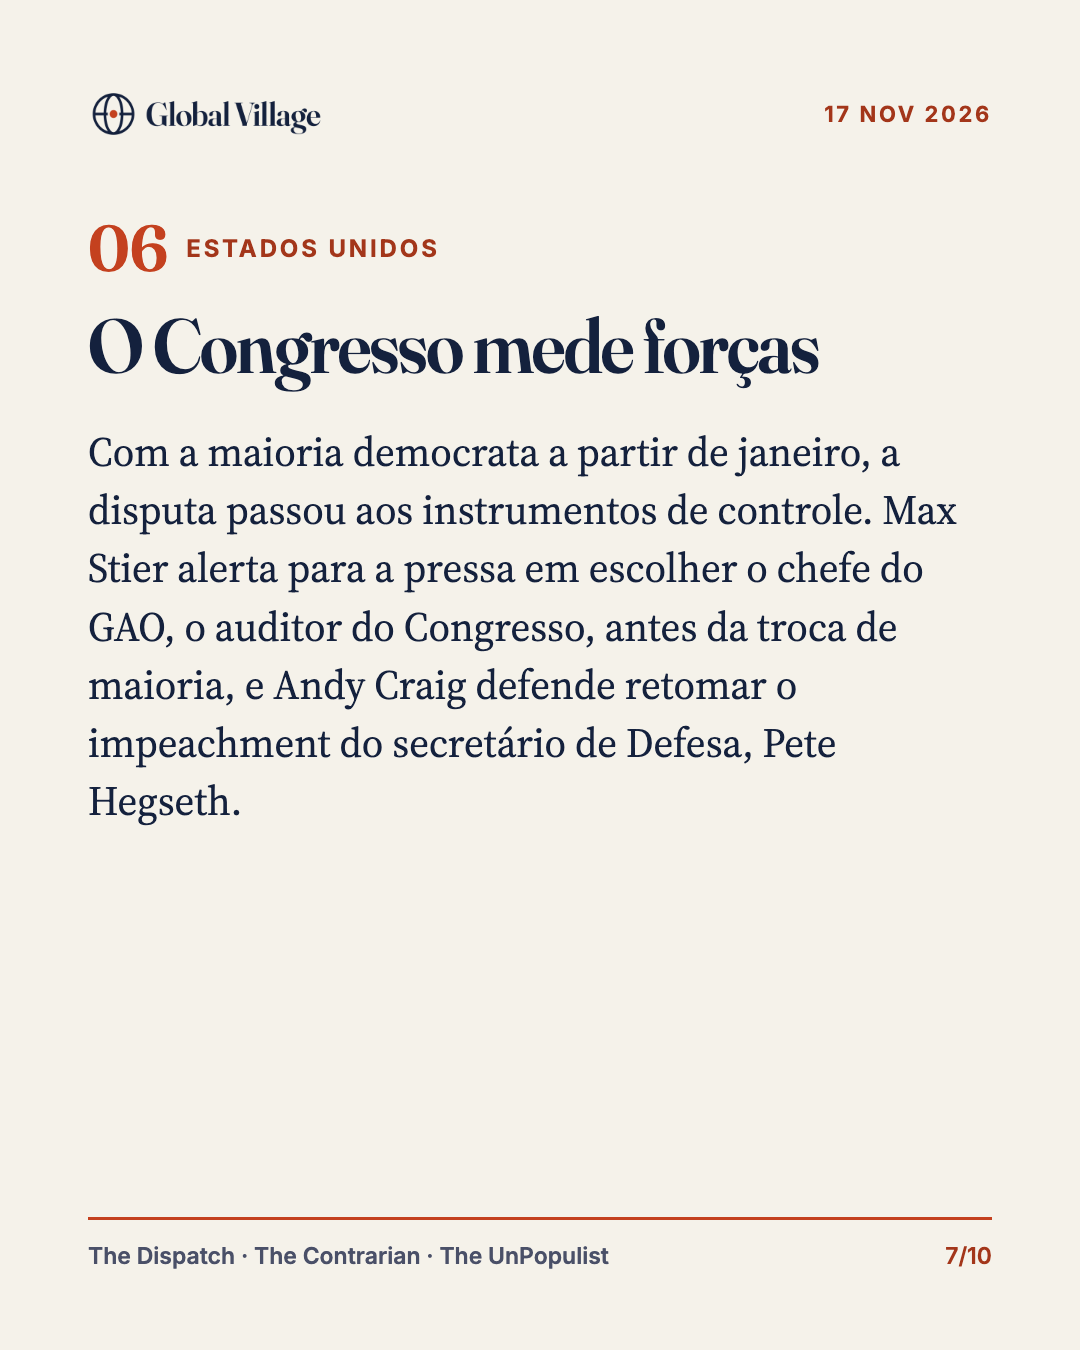 Global Village
17 NOV 2026
06 ESTADOS UNIDOS
O Congresso mede forças
Com a maioria democrata a partir de janeiro, a
disputa passou aos instrumentos de controle. Max
Stier alerta para a pressa em escolher o chefe do
GAO, o auditor do Congresso, antes da troca de
maioria, e Andy Craig defende retomar o
impeachment do secretário de Defesa, Pete
Hegseth.
The Dispatch · The Contrarian · The UnPopulist
7/10